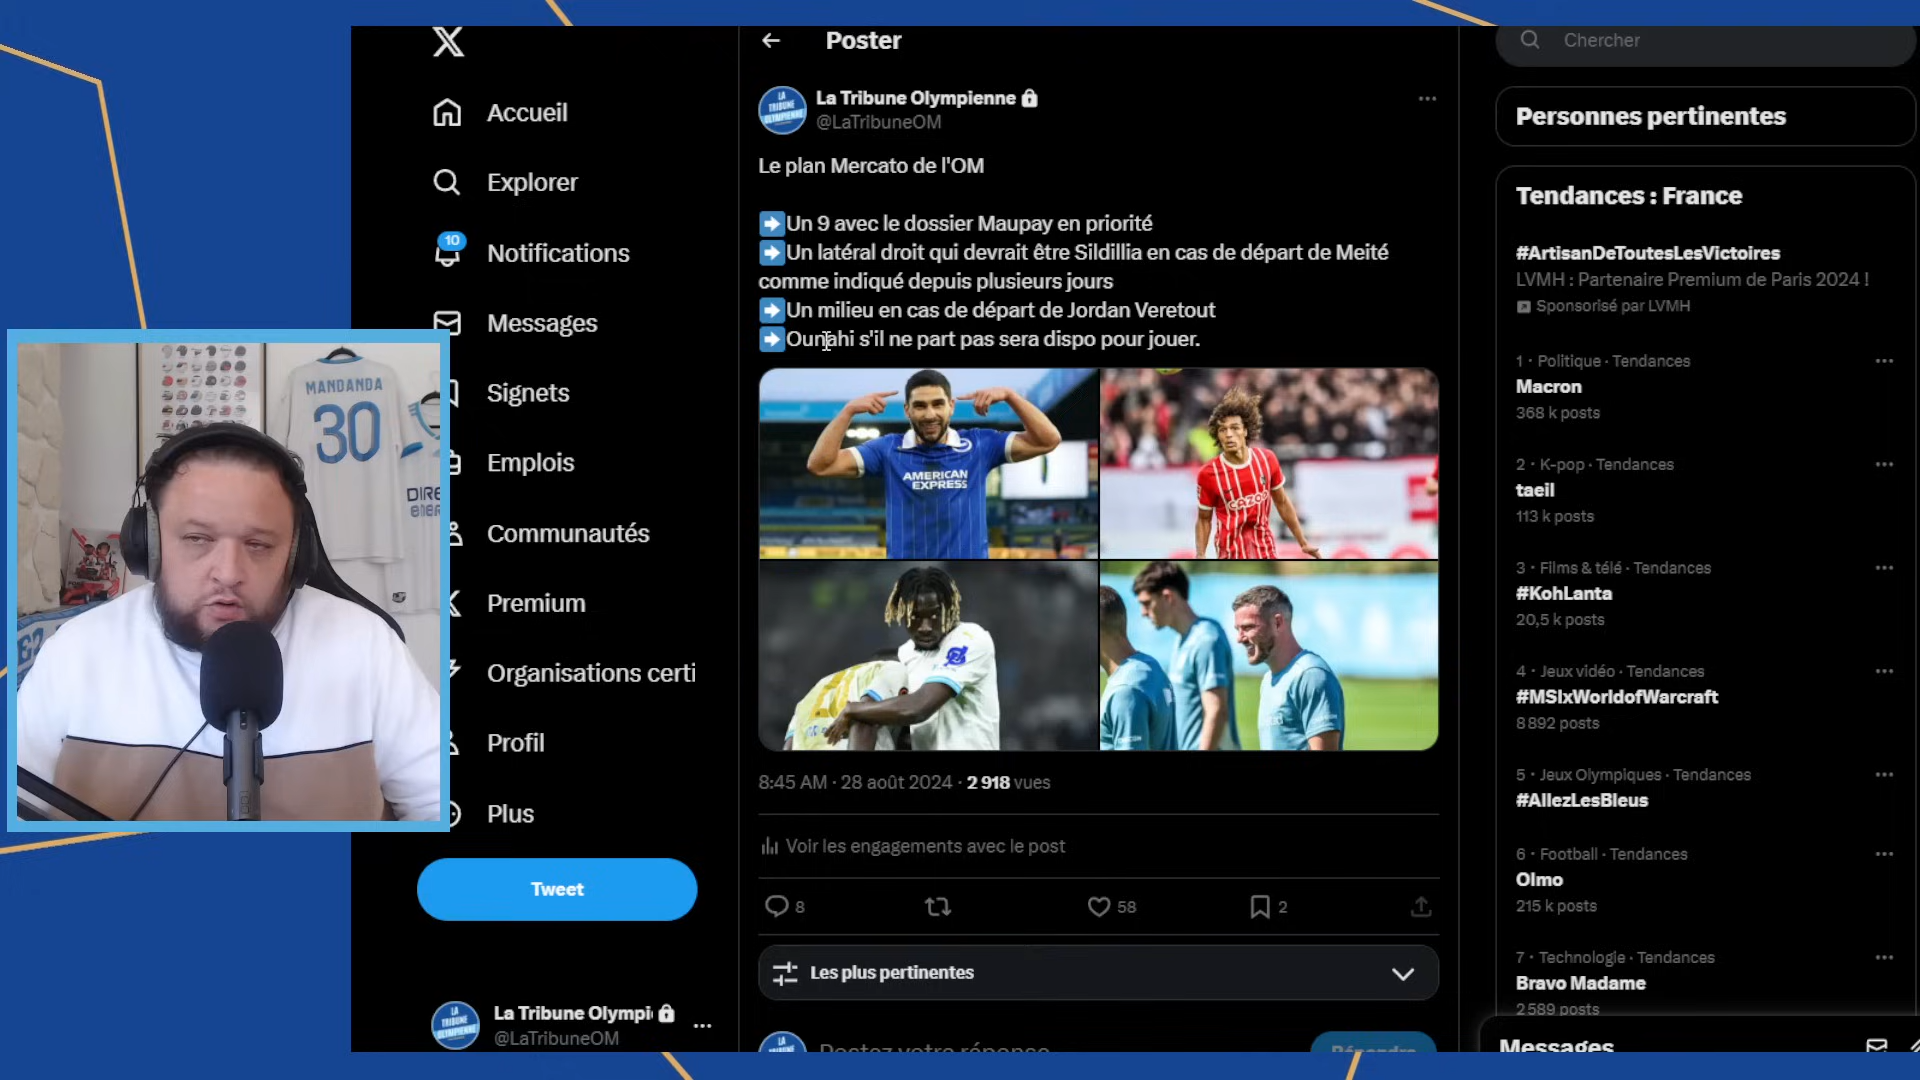 Poster
Chercher
Accueil
Explorer
10
Notifications
Messages
Signets
Emplois
Communautés
Premium
Organisations certi
Profil
Plus
Tweet
La Tribune Olympi
@LaTribuneOM
LA TRIBUNE OLYMPIENNE
La Tribune Olympienne
@LaTribuneOM
Le plan Mercato de l'OM
➡Un 9 avec le dossier Maupay en priorité
➡Un latéral droit qui devrait être Sildillia en cas de départ de Meité
comme indiqué depuis plusieurs jours
➡Un milieu en cas de départ de Jordan Veretout
➡Ounahi s'il ne part pas sera dispo pour jouer.
AMERICAN
EXPRESS
CAZOO
8:45 AM · 28 août 2024 · 2 918 vues
Voir les engagements avec le post
8
58
2
Les plus pertinentes
Postez votre réponse
Répondre
Personnes pertinentes
Tendances : France
#ArtisanDeToutesLesVictoires
LVMH : Partenaire Premium de Paris 2024 !
Sponsorisé par LVMH
1 · Politique · Tendances
Macron
368 k posts
2 · K-pop · Tendances
taeil
113 k posts
3 · Films & télé · Tendances
#KohLanta
20,5 k posts
4 · Jeux vidéo · Tendances
#MSIxWorldofWarcraft
8 892 posts
5 · Jeux Olympiques · Tendances
#AllezLesBleus
6 · Football · Tendances
Olmo
215 k posts
7 · Technologie · Tendances
Bravo Madame
2 589 posts
Messages
MANDANDA
30